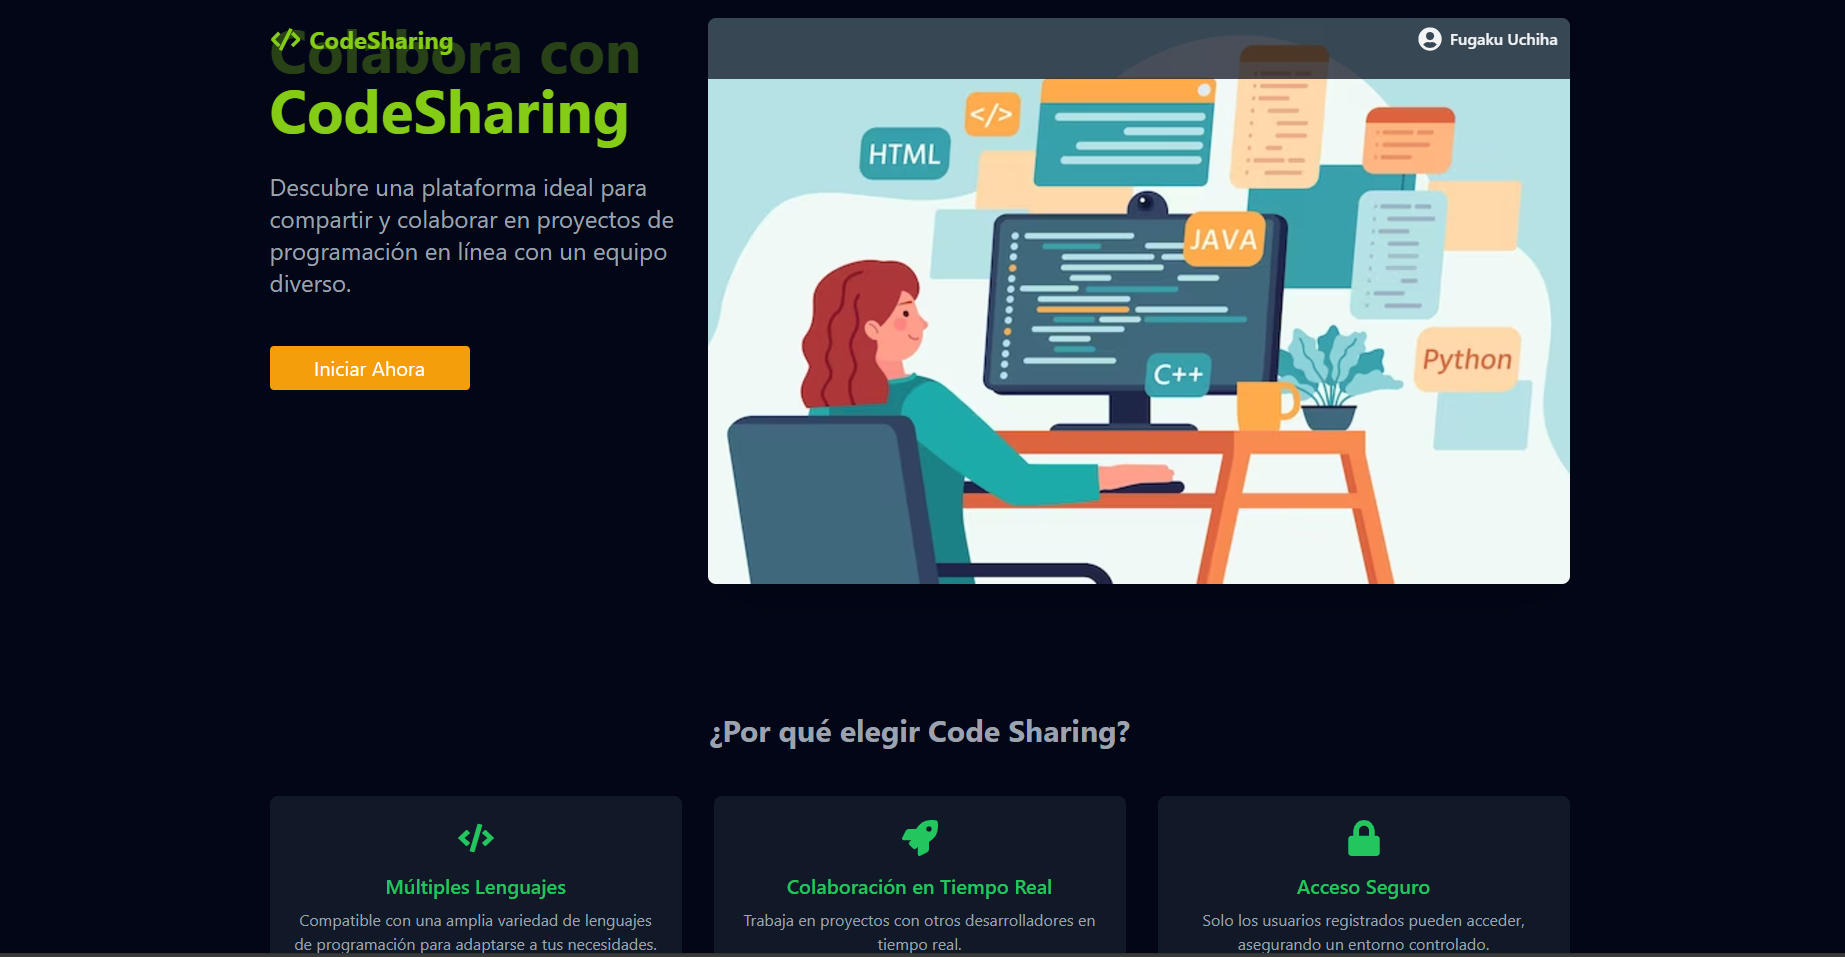 CodeSharing
Fugaku Uchiha
Colabora con
CodeSharing
Descubre una plataforma ideal para
compartir y colaborar en proyectos de
programación en línea con un equipo
diverso.
Iniciar Ahora
</>
HTML
JAVA
Python
C++
¿Por qué elegir Code Sharing?
Múltiples Lenguajes
Compatible con una amplia variedad de lenguajes
de programación para adaptarse a tus necesidades.
Colaboración en Tiempo Real
Trabaja en proyectos con otros desarrolladores en
tiempo real.
Acceso Seguro
Solo los usuarios registrados pueden acceder,
asegurando un entorno controlado.